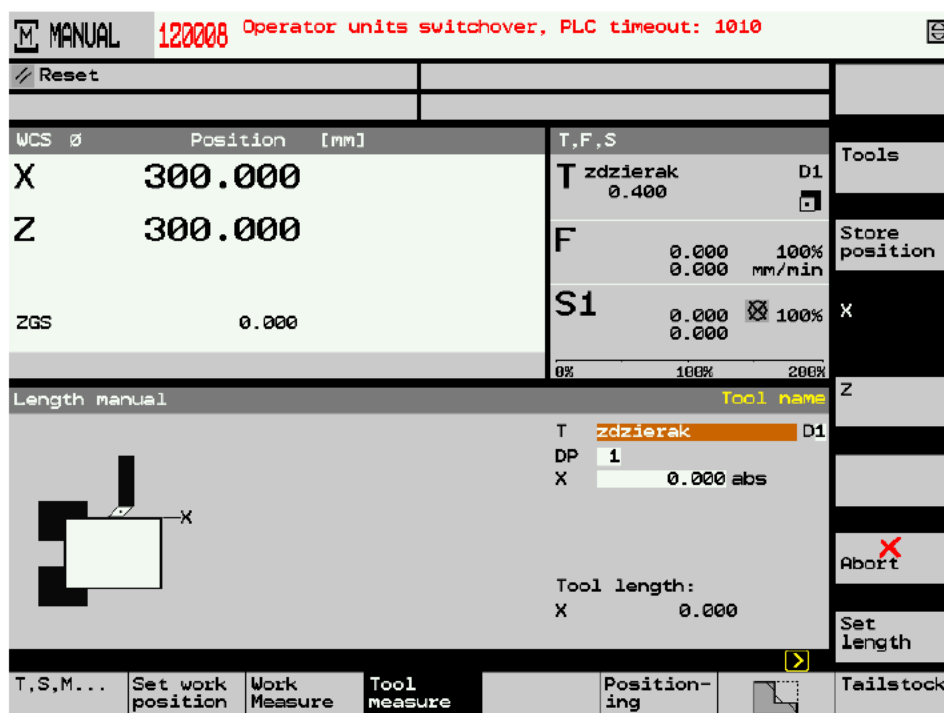 M MANUAL 120008 Operator units switchover, PLC timeout: 1010
Reset
WCS Ø Position [mm]
X 300.000
Z 300.000
ZGS 0.000
T,F,S
T zdzierak D1
0.400
F 0.000 100%
0.000 mm/min
S1 0.000 100%
0.000
0% 100% 200%
Length manual Tool name
T zdzierak D1
DP 1
X 0.000 abs
X
Tool length:
X 0.000
Tools
Store
position
X
Z
Abort
Set
length
T,S,M...
Set work
position
Work
Measure
Tool
measure
Position-
ing
Tailstock